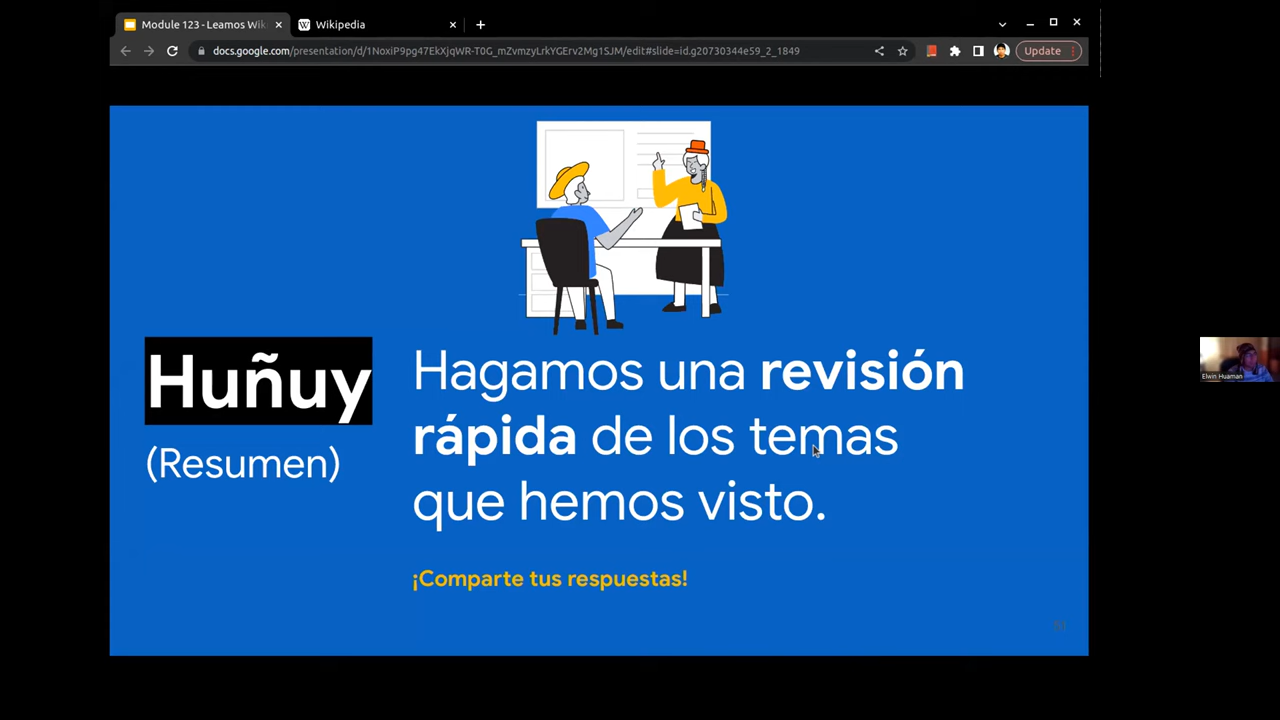 Module 123 - Leamos Wik
Wikipedia
docs.google.com/presentation/d/1NoxiP9pg47EkXjqWR-T0G_mZvmzyLrkYGErv2Mg1SJM/edit#slide=id.g20730344e59_2_1849
Update
Huñuy
(Resumen)
Hagamos una revisión
rápida de los temas
que hemos visto.
¡Comparte tus respuestas!
Elwin Huaman